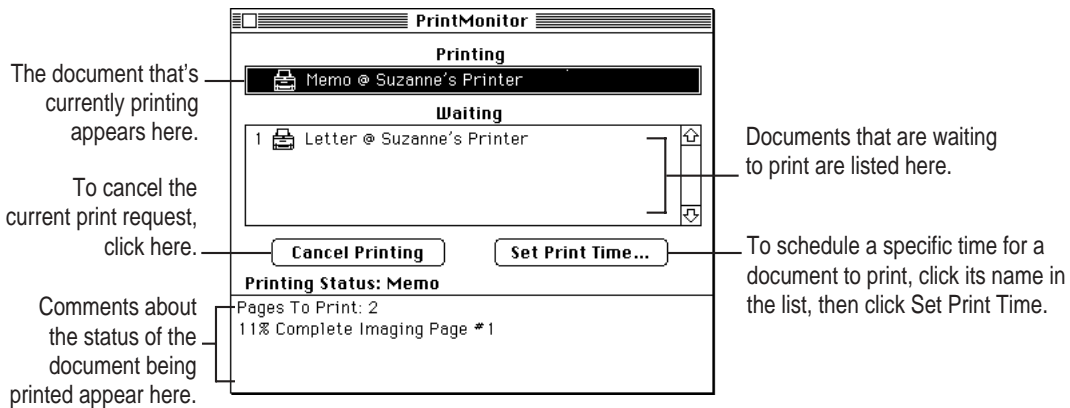 PrintMonitor
Printing
Memo @ Suzanne's Printer
Waiting
1 Letter @ Suzanne's Printer
Cancel Printing
Set Print Time...
Printing Status: Memo
Pages To Print: 2
11% Complete Imaging Page #1
The document that's
currently printing
appears here.
To cancel the
current print request,
click here.
Comments about
the status of the
document being
printed appear here.
Documents that are waiting
to print are listed here.
To schedule a specific time for a
document to print, click its name in
the list, then click Set Print Time.